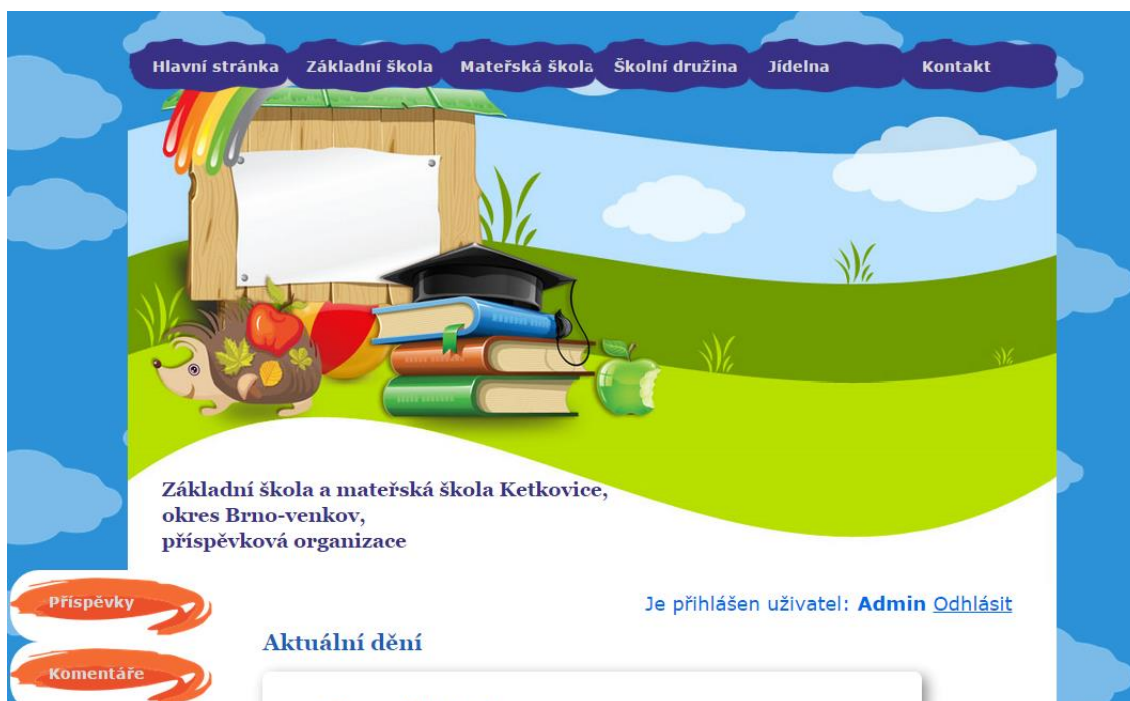 Hlavní stránka Základní škola Mateřská škola Školní družina Jídelna Kontakt
Základní škola a mateřská škola Ketkovice,
okres Brno-venkov,
příspěvková organizace
Příspěvky
Je přihlášen uživatel: Admin Odhlásit
Aktuální dění
Komentáře